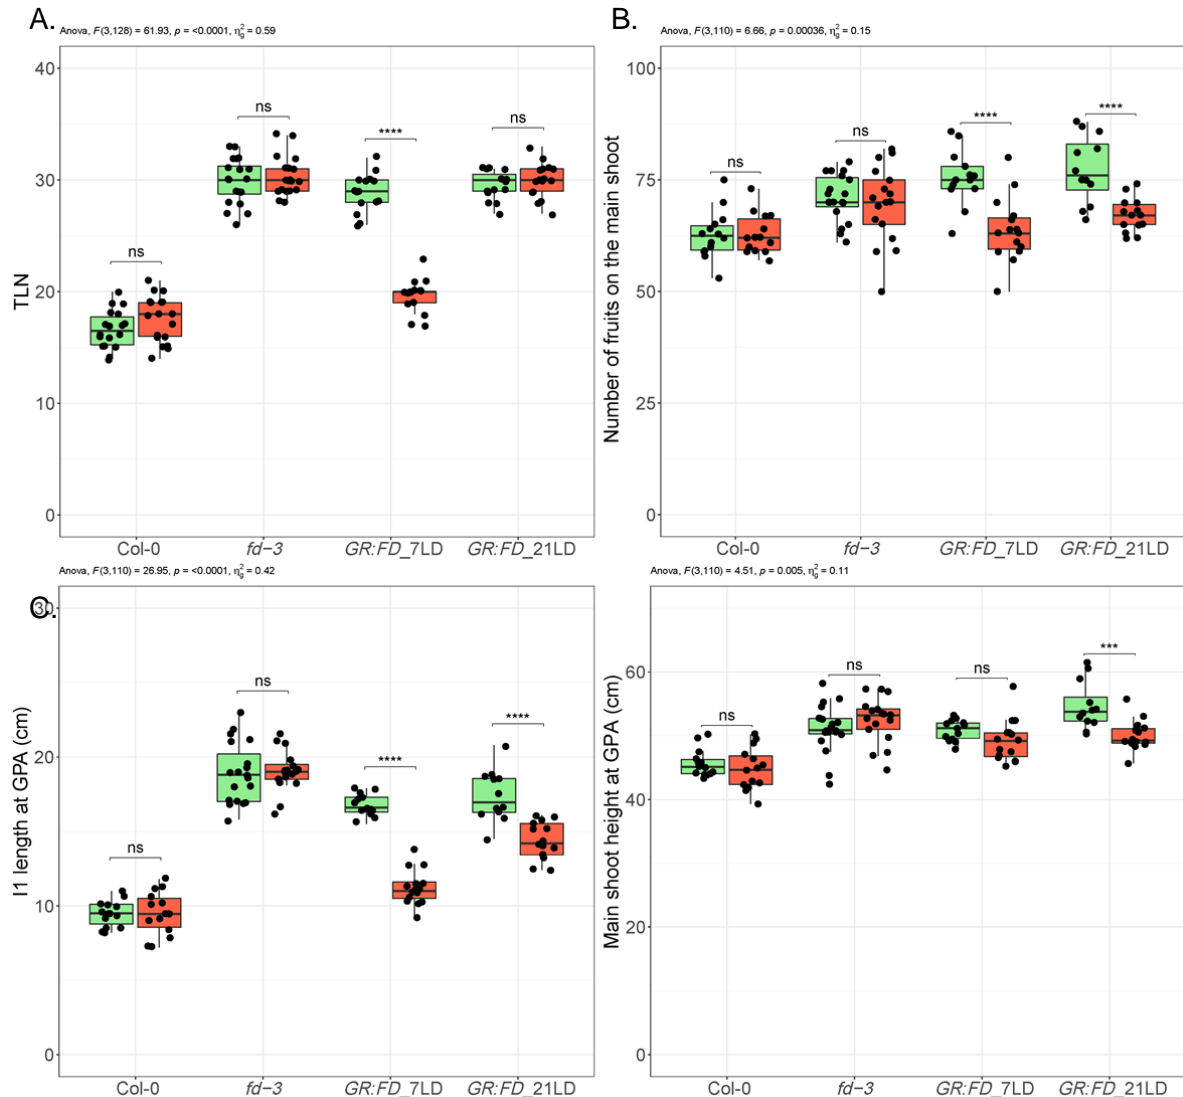 A.
Anova, F(3,128) = 61.93, p = <0.0001, η²g = 0.59
40
30
20
10
0
TLN
ns
ns
****
ns
Col-0
fd−3
GR:FD_7LD
GR:FD_21LD
B.
Anova, F(3,110) = 6.66, p = 0.00036, η²g = 0.15
100
75
50
25
0
Number of fruits on the main shoot
ns
ns
****
****
Col-0
fd−3
GR:FD_7LD
GR:FD_21LD
C.
Anova, F(3,110) = 26.95, p = <0.0001, η²g = 0.42
30
20
10
0
I1 length at GPA (cm)
ns
ns
****
****
Col-0
fd−3
GR:FD_7LD
GR:FD_21LD
Anova, F(3,110) = 4.51, p = 0.005, η²g = 0.11
60
40
20
0
Main shoot height at GPA (cm)
ns
ns
ns
***
Col-0
fd−3
GR:FD_7LD
GR:FD_21LD